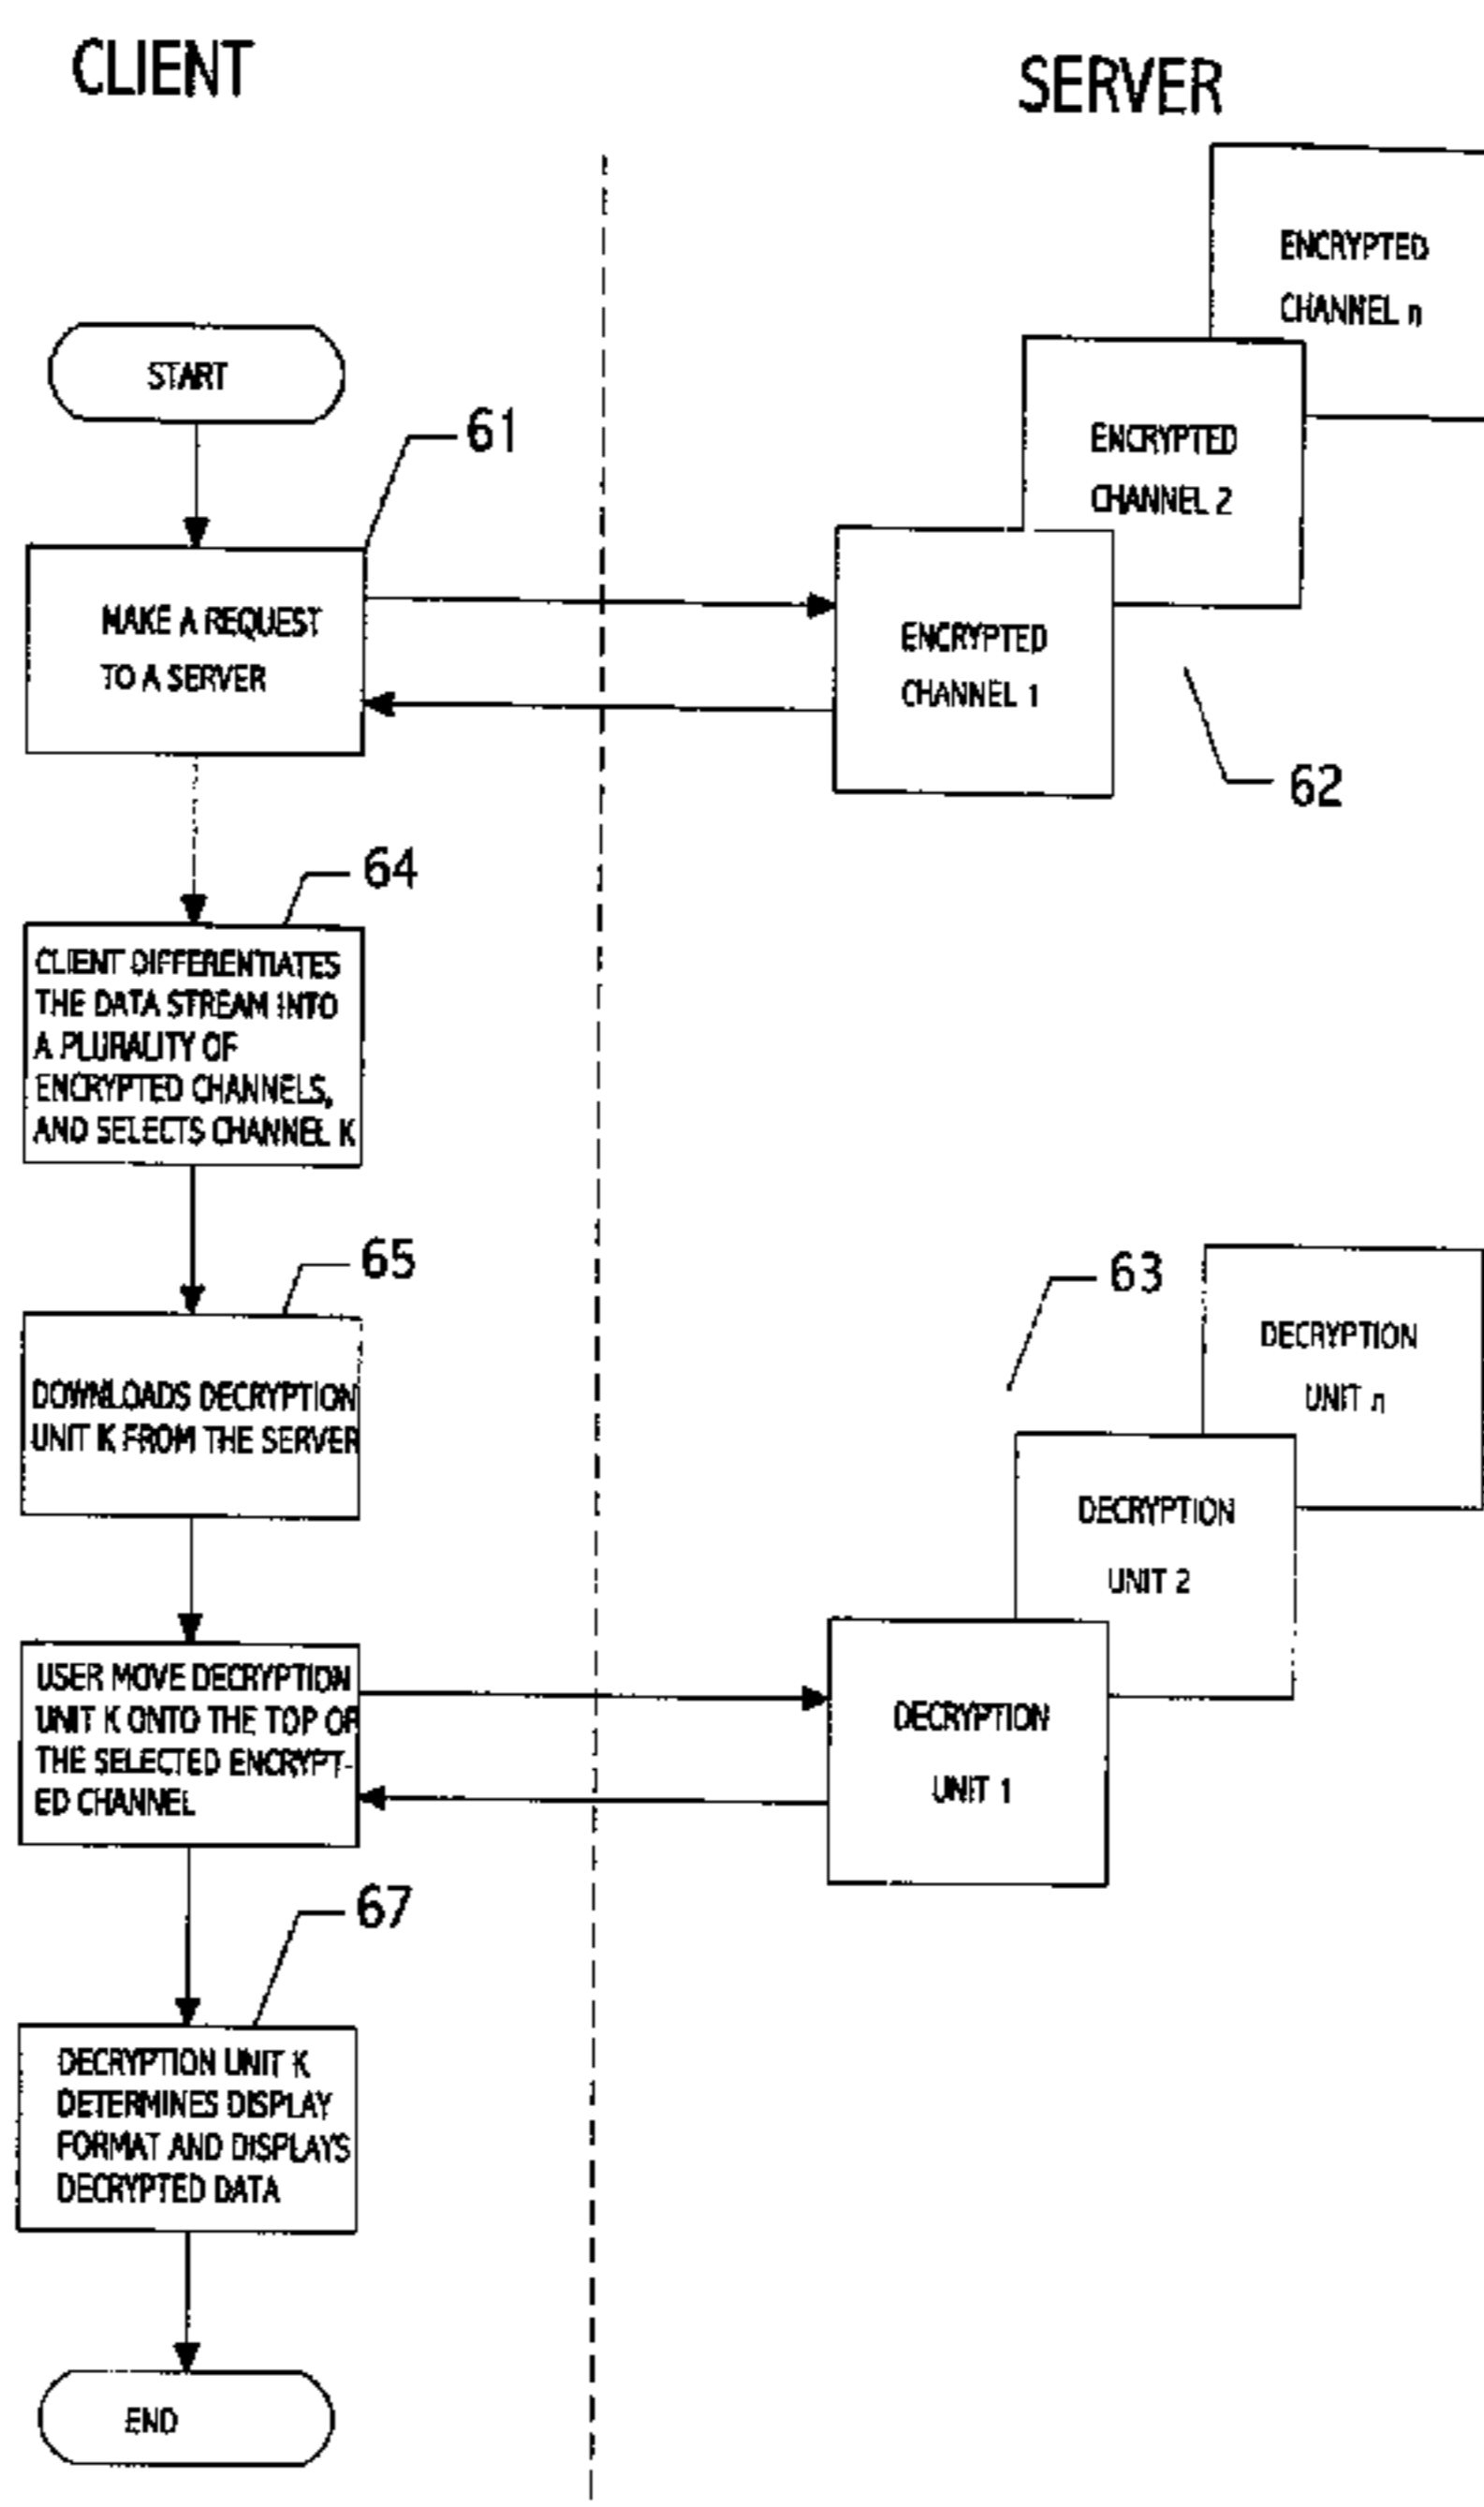 CLIENT
SERVER
ENCRYPTED
CHANNEL n
START
61
ENCRYPTED
CHANNEL 2
MAKE A REQUEST
TO A SERVER
ENCRYPTED
CHANNEL 1
62
64
CLIENT DIFFERENTIATES
THE DATA STREAM INTO
A PLURALITY OF
ENCRYPTED CHANNELS,
AND SELECTS CHANNEL K
65
63
DECRYPTION
UNIT n
DOWNLOADS DECRYPTION
UNIT K FROM THE SERVER
DECRYPTION
UNIT 2
USER MOVE DECRYPTION
UNIT K ONTO THE TOP OF
THE SELECTED ENCRYPT-
ED CHANNEL
DECRYPTION
UNIT 1
67
DECRYPTION UNIT K
DETERMINES DISPLAY
FORMAT AND DISPLAYS
DECRYPTED DATA
END